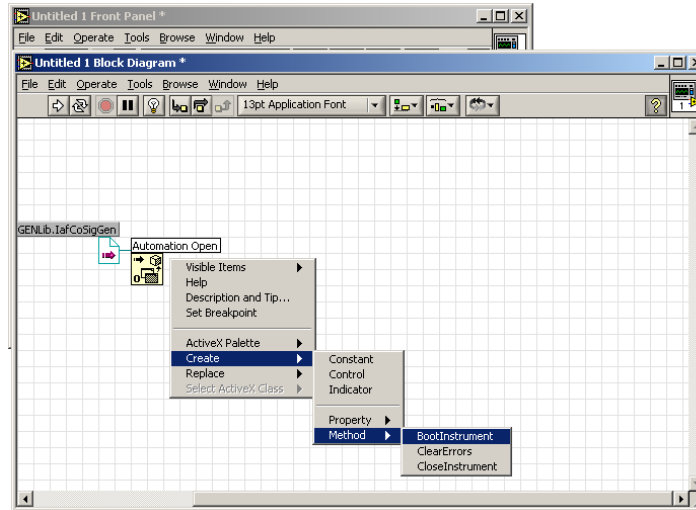 Untitled 1 Front Panel *
File Edit Operate Tools Browse Window Help
Untitled 1 Block Diagram *
File Edit Operate Tools Browse Window Help
13pt Application Font
?
1
GENLib.IafCoSigGen
Automation Open
Visible Items
Help
Description and Tip...
Set Breakpoint
ActiveX Palette
Create
Replace
Select ActiveX Class
Constant
Control
Indicator
Property
Method
BootInstrument
ClearErrors
CloseInstrument